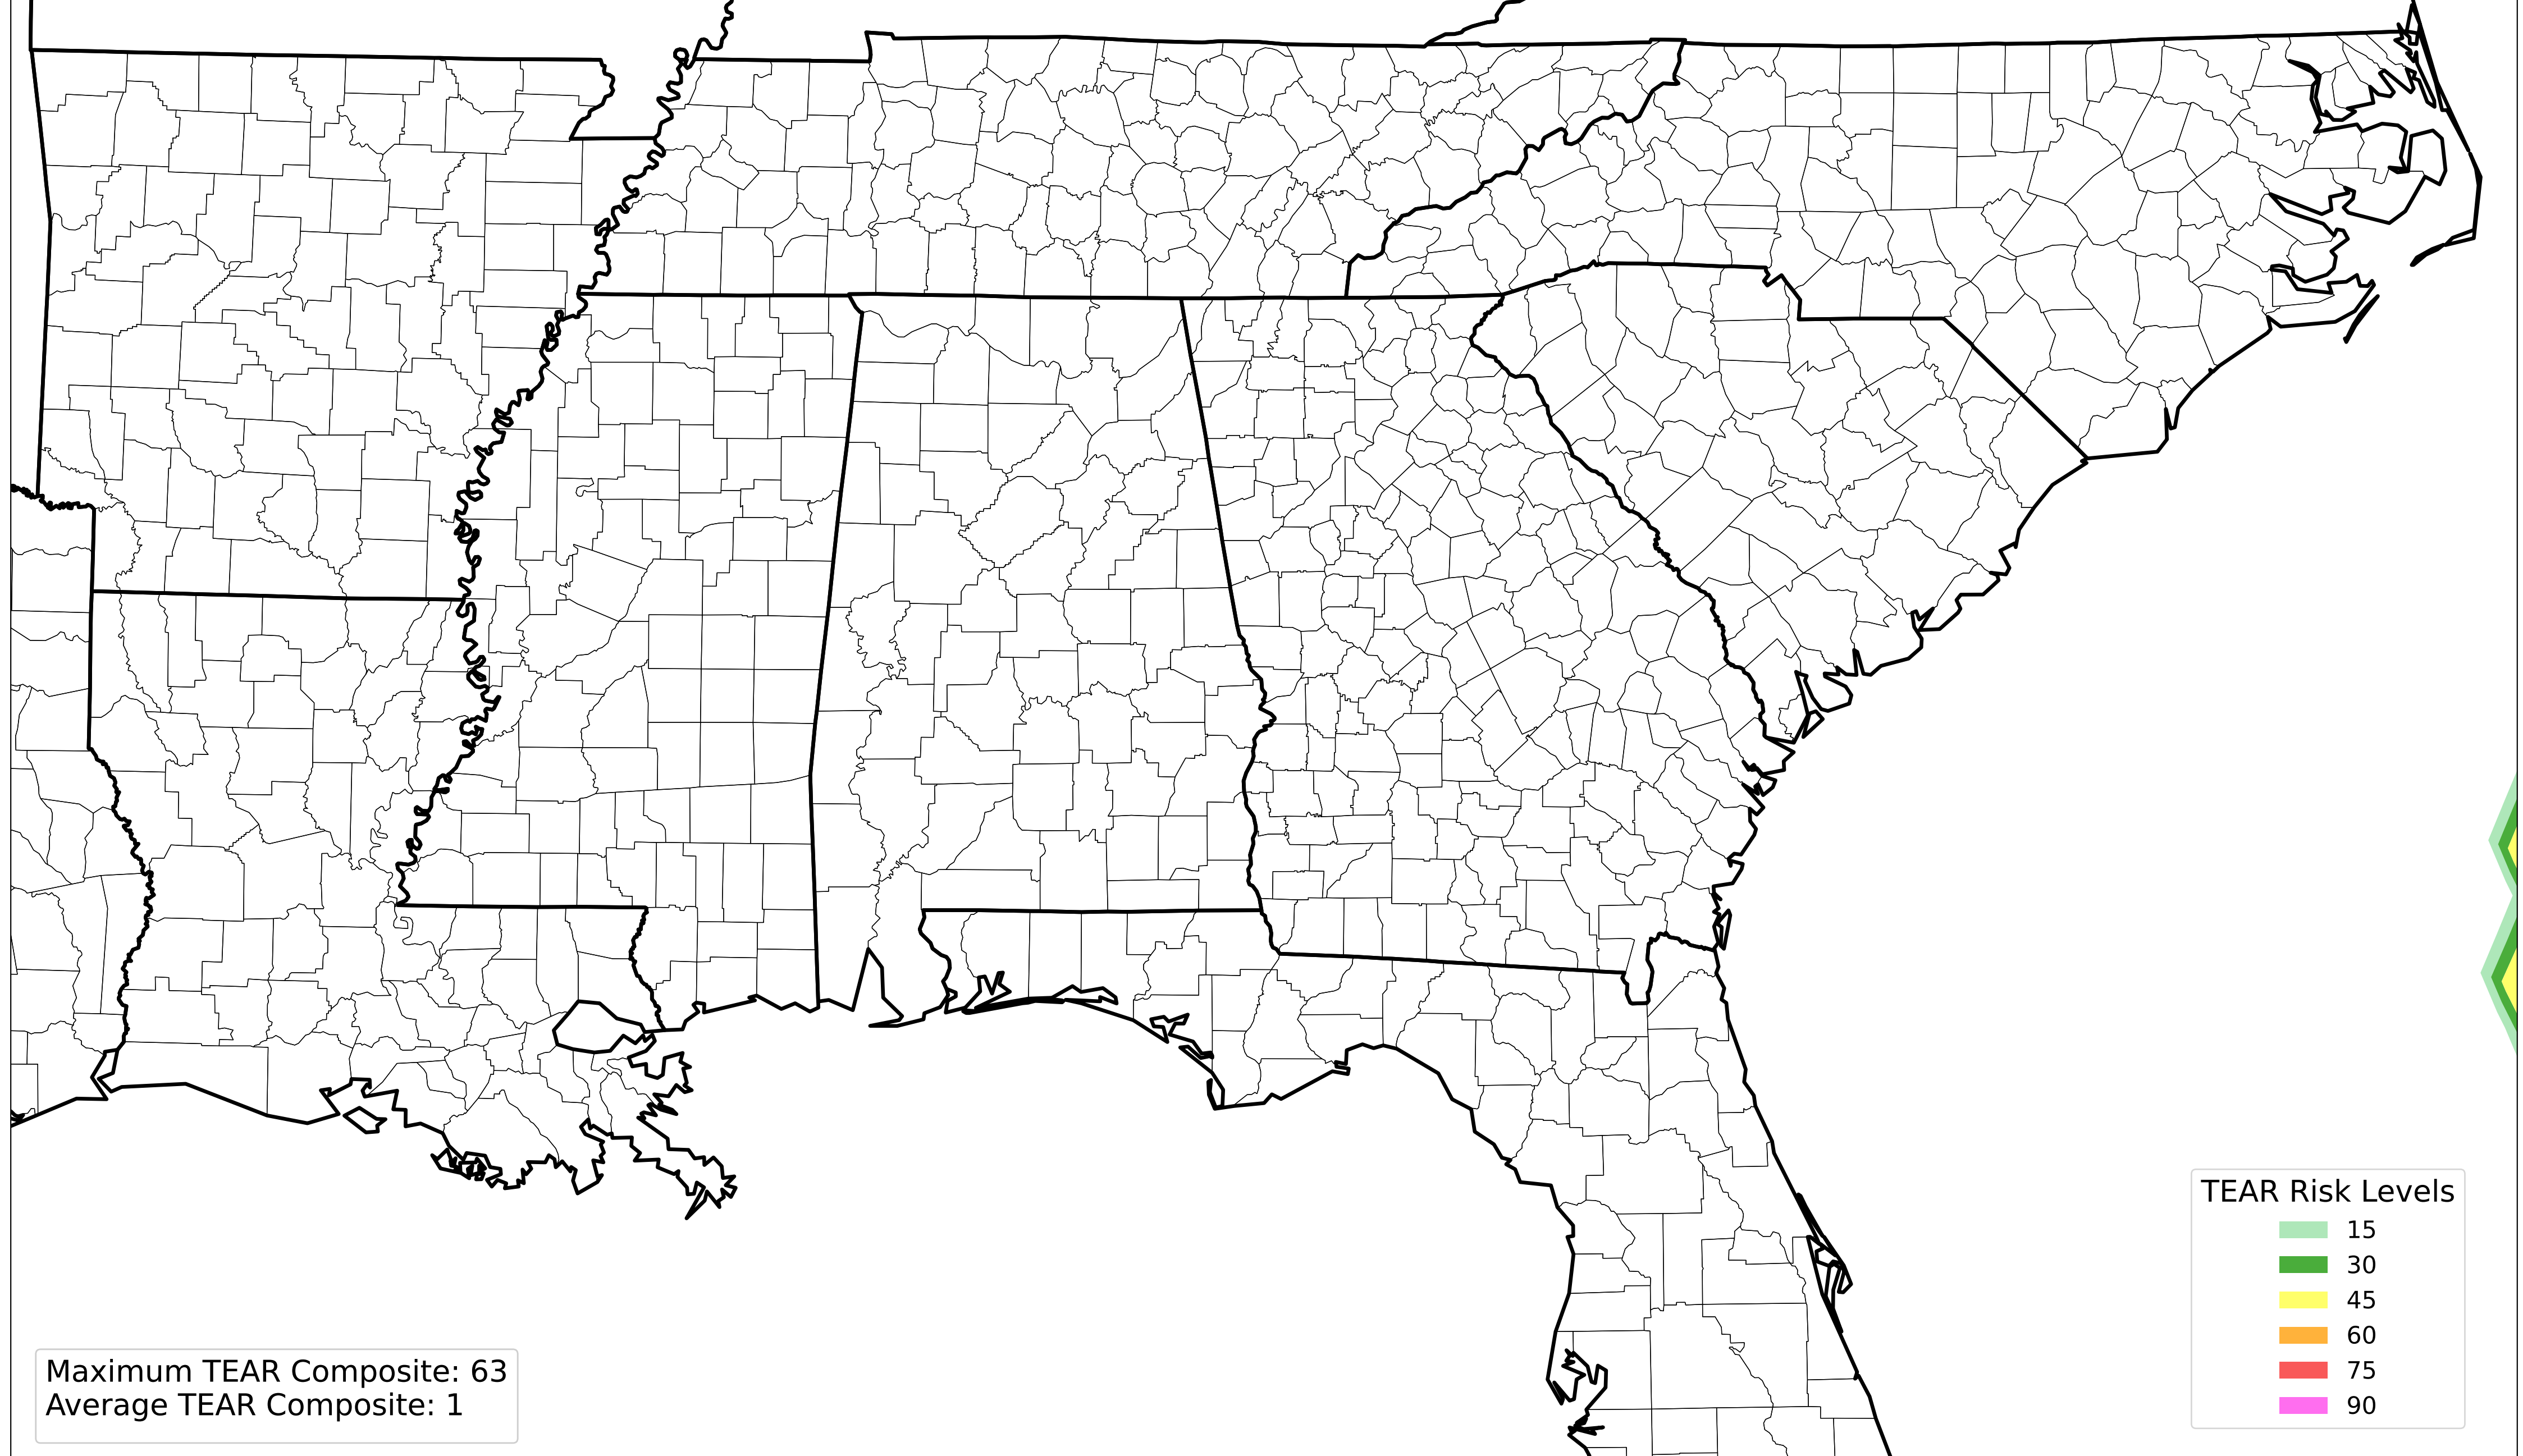 TEAR Risk Levels
15
30
45
60
75
90
Maximum TEAR Composite: 63
Average TEAR Composite: 1